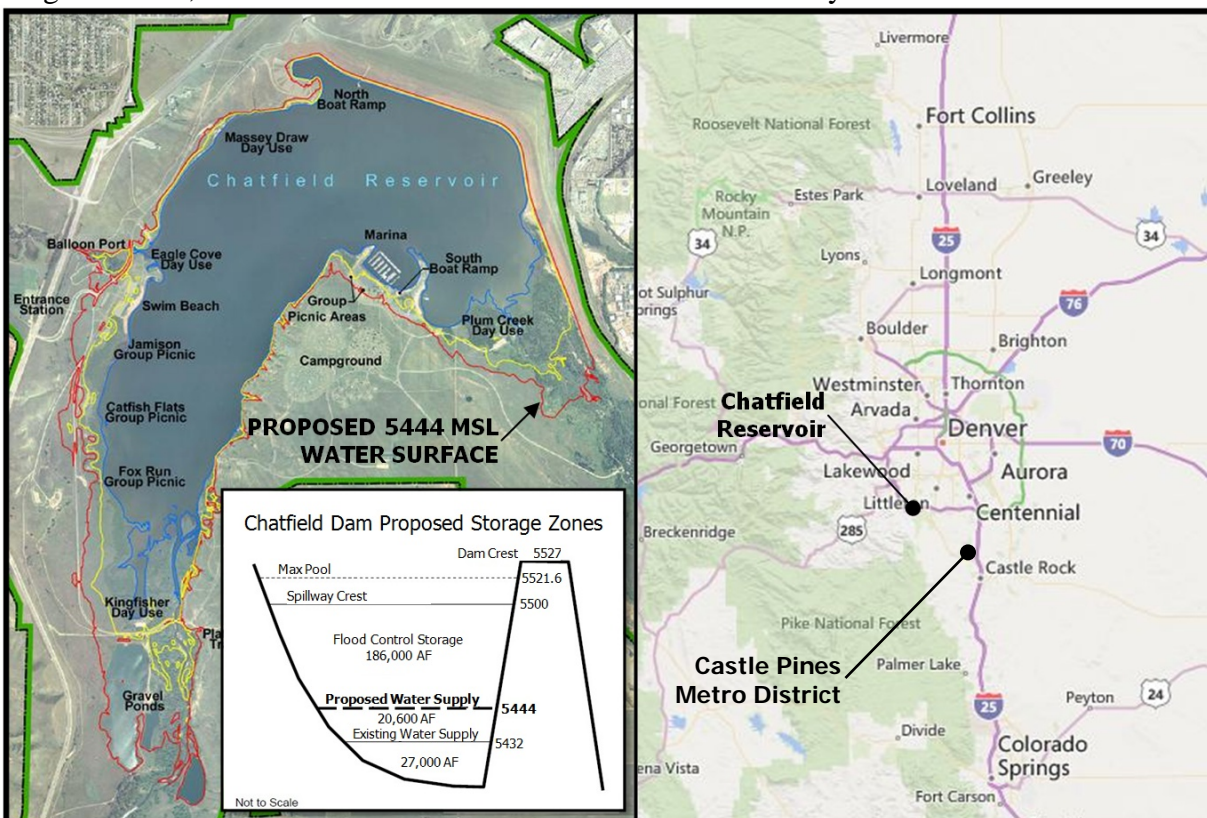 North
Boat Ramp
Massey Draw
Day Use
Chatfield Reservoir
Balloon Port
Eagle Cove
Day Use
Marina
South
Boat Ramp
Entrance
Station
Swim Beach
Group
Picnic Areas
Plum Creek
Day Use
Jamison
Group Picnic
Campground
Catfish Flats
Group Picnic
PROPOSED 5444 MSL
WATER SURFACE
Fox Run
Group Picnic
Kingfisher
Day Use
Gravel
Ponds
Chatfield Dam Proposed Storage Zones
Dam Crest 5527
Max Pool
5521.6
Spillway Crest
5500
Flood Control Storage
186,000 AF
Proposed Water Supply
5444
20,600 AF
Existing Water Supply
5432
27,000 AF
Not to Scale
Livermore
Fort Collins
Roosevelt National Forest
Estes Park
Loveland
Greeley
Rocky
Mountain
N.P.
34
25
34
Lyons
Longmont
76
Boulder
Brighton
Westminster
Thornton
Chatfield
Reservoir
Arvada
Denver
Georgetown
70
Lakewood
Aurora
Centennial
Breckenridge
285
Castle Rock
Pike National Forest
Castle Pines
Metro District
Palmer Lake
Peyton
24
25
Divide
Colorado
Springs
Fort Carson